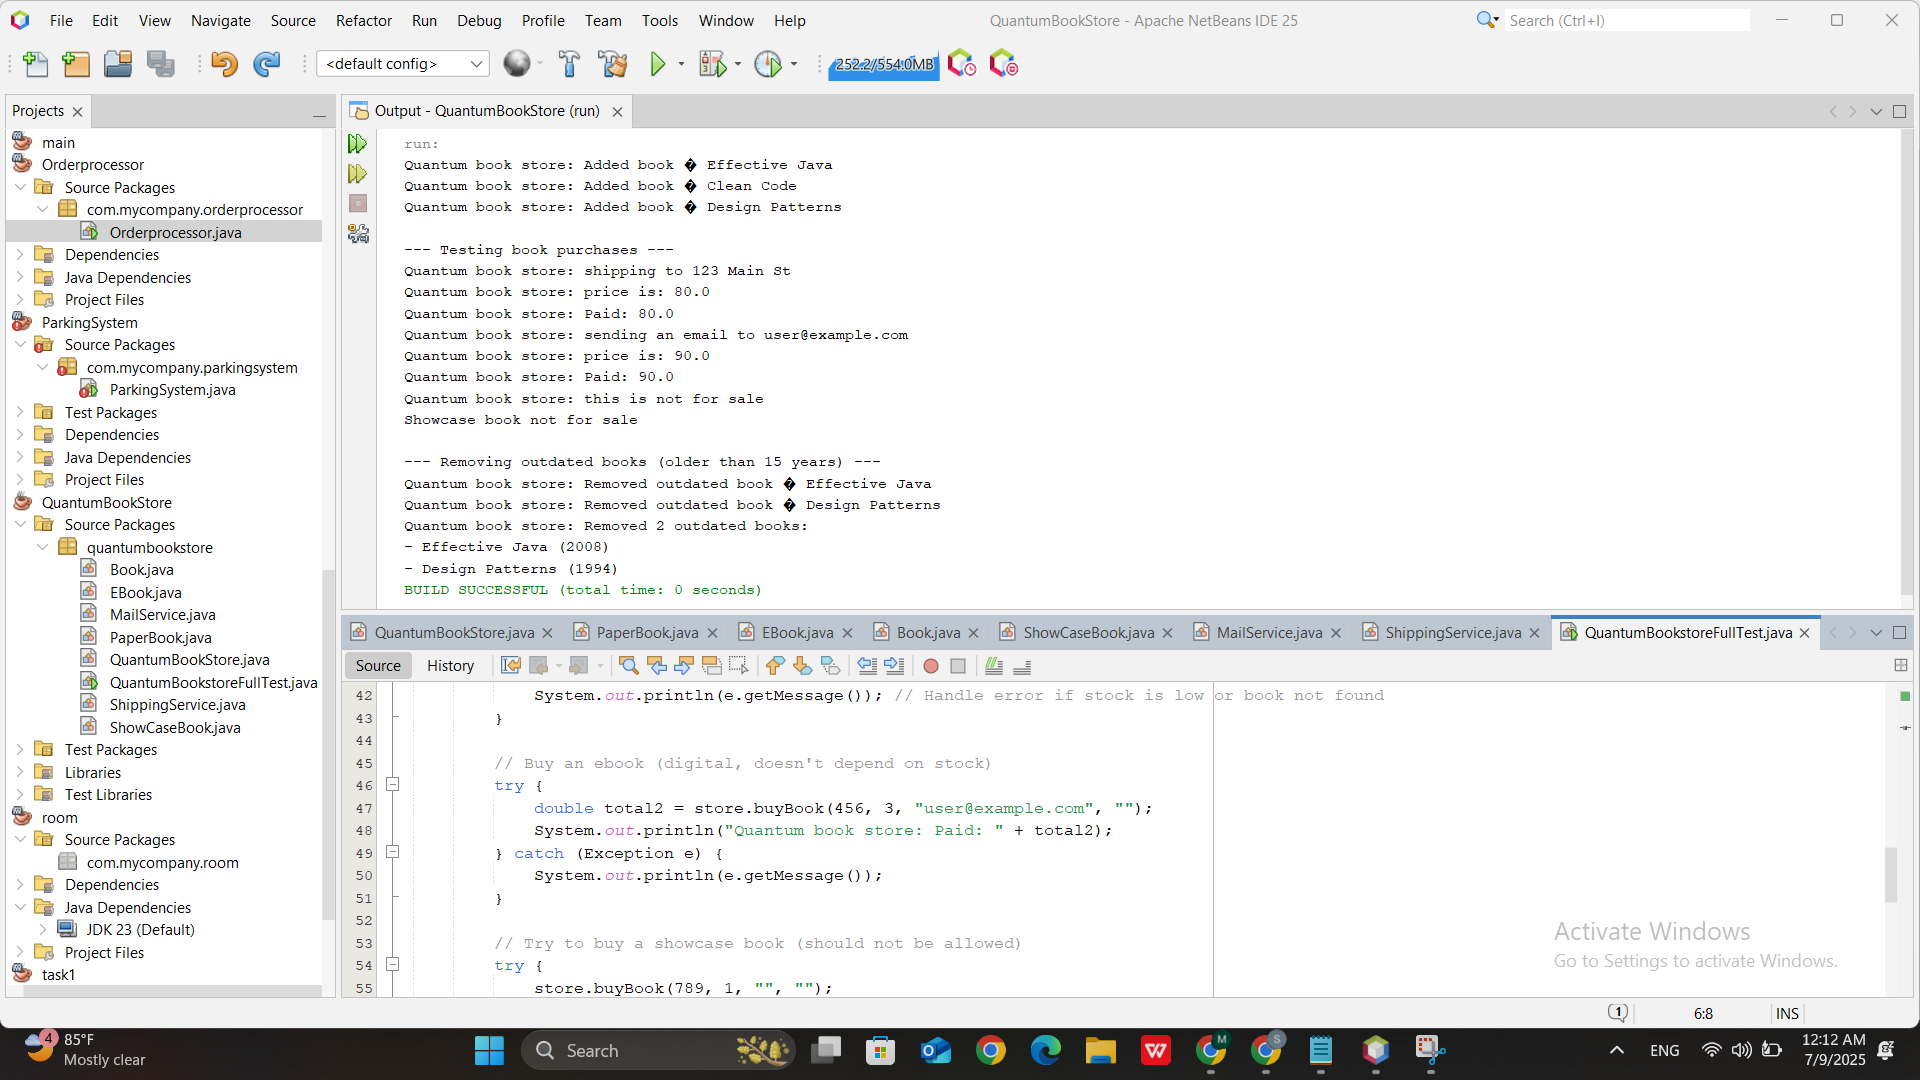 File Edit View Navigate Source Refactor Run Debug Profile Team Tools Window Help
QuantumBookStore - Apache NetBeans IDE 25
Search (Ctrl+I)
<default config>
252.2/554.0MB
Projects
main
Orderprocessor
Source Packages
com.mycompany.orderprocessor
Orderprocessor.java
Dependencies
Java Dependencies
Project Files
ParkingSystem
Source Packages
com.mycompany.parkingsystem
ParkingSystem.java
Test Packages
Dependencies
Java Dependencies
Project Files
QuantumBookStore
Source Packages
quantumbookstore
Book.java
EBook.java
MailService.java
PaperBook.java
QuantumBookStore.java
QuantumBookstoreFullTest.java
ShippingService.java
ShowCaseBook.java
Test Packages
Libraries
Test Libraries
room
Source Packages
com.mycompany.room
Dependencies
Java Dependencies
JDK 23 (Default)
Project Files
task1
Output - QuantumBookStore (run)
run:
Quantum book store: Added book � Effective Java
Quantum book store: Added book � Clean Code
Quantum book store: Added book � Design Patterns
--- Testing book purchases ---
Quantum book store: shipping to 123 Main St
Quantum book store: price is: 80.0
Quantum book store: Paid: 80.0
Quantum book store: sending an email to user@example.com
Quantum book store: price is: 90.0
Quantum book store: Paid: 90.0
Quantum book store: this is not for sale
Showcase book not for sale
--- Removing outdated books (older than 15 years) ---
Quantum book store: Removed outdated book � Effective Java
Quantum book store: Removed outdated book � Design Patterns
Quantum book store: Removed 2 outdated books:
- Effective Java (2008)
- Design Patterns (1994)
BUILD SUCCESSFUL (total time: 0 seconds)
QuantumBookStore.java PaperBook.java EBook.java Book.java ShowCaseBook.java MailService.java ShippingService.java QuantumBookstoreFullTest.java
Source History
42 System.out.println(e.getMessage()); // Handle error if stock is low or book not found
43 }
44
45 // Buy an ebook (digital, doesn't depend on stock)
46 try {
47 double total2 = store.buyBook(456, 3, "user@example.com", "");
48 System.out.println("Quantum book store: Paid: " + total2);
49 } catch (Exception e) {
50 System.out.println(e.getMessage());
51 }
52
53 // Try to buy a showcase book (should not be allowed)
54 try {
55 store.buyBook(789, 1, "", "");
Activate Windows
Go to Settings to activate Windows.
1 6:8 INS
4
85°F
Mostly clear
Search
W
M
S
ENG
12:12 AM
7/9/2025